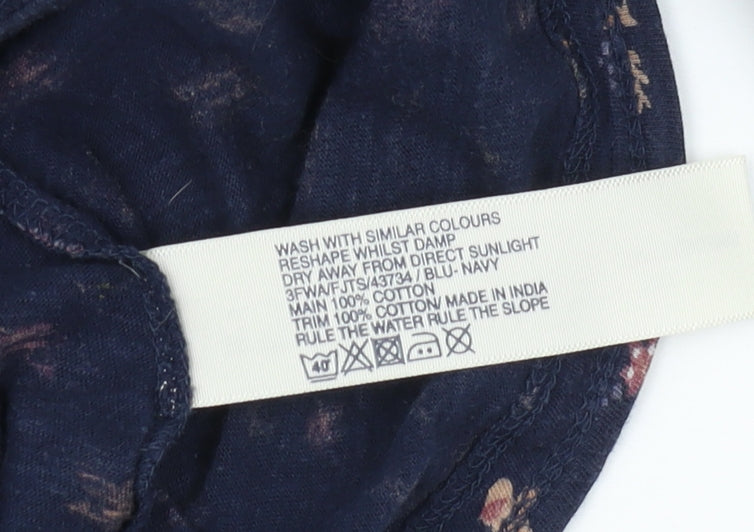 WASH WITH SIMILAR COLOURS
RESHAPE WHILST DAMP
DRY AWAY FROM DIRECT SUNLIGHT
3FWA/FJTS/43734 / BLU- NAVY
MAIN 100% COTTON
TRIM 100% COTTON/ MADE IN INDIA
RULE THE WATER RULE THE SLOPE
40